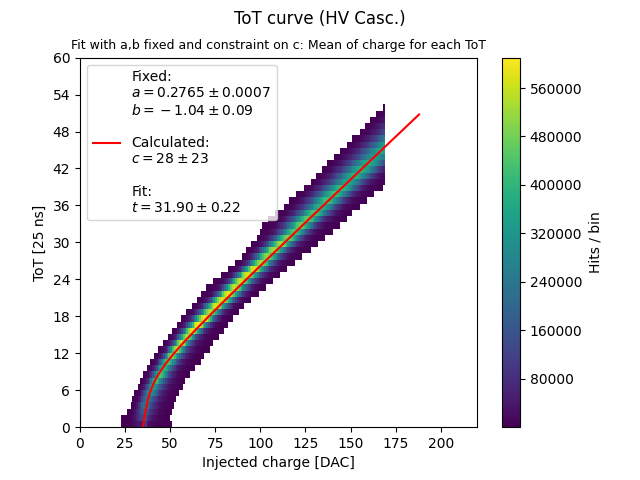 ToT curve (HV Casc.)
Fit with a,b fixed and constraint on c: Mean of charge for each ToT
Fixed:
a = 0.2765 ± 0.0007
b = −1.04 ± 0.09
Calculated:
c = 28 ± 23
Fit:
t = 31.90 ± 0.22
60
54
48
42
36
30
24
18
12
6
0
ToT [25 ns]
0 25 50 75 100 125 150 175 200
Injected charge [DAC]
560000
480000
400000
320000
240000
160000
80000
Hits / bin